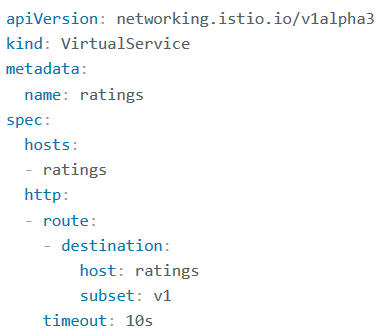 apiVersion: networking.istio.io/v1alpha3
kind: VirtualService
metadata:
  name: ratings
spec:
  hosts:
  - ratings
  http:
  - route:
    - destination:
        host: ratings
        subset: v1
    timeout: 10s